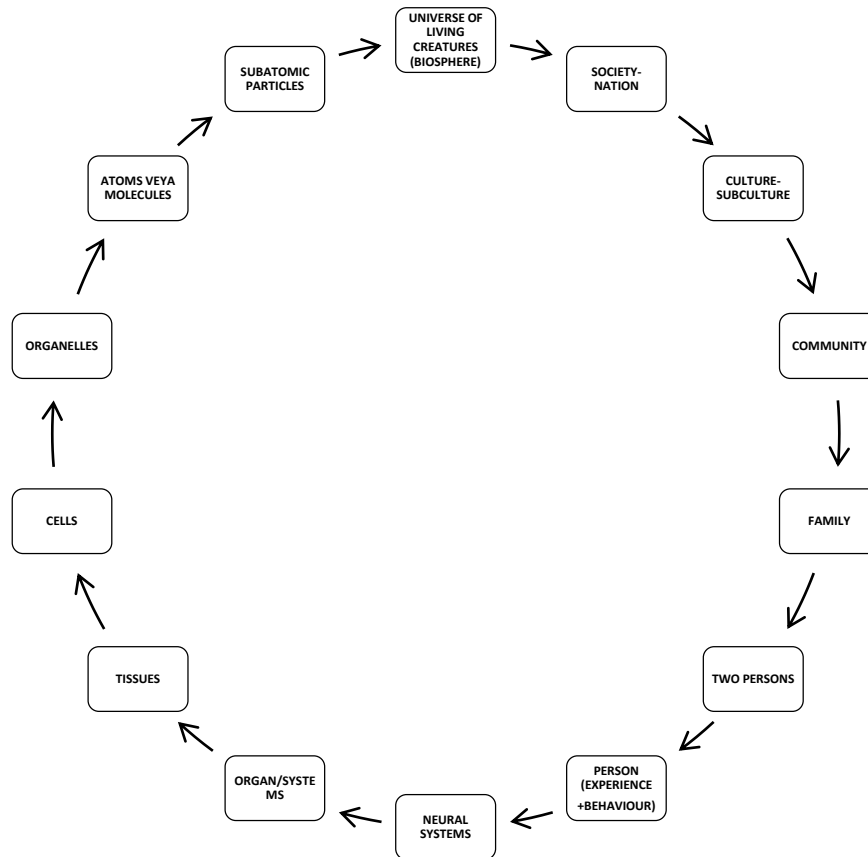 UNIVERSE OF
LIVING
CREATURES
(BIOSPHERE)
SOCIETY-
NATION
CULTURE-
SUBCULTURE
COMMUNITY
FAMILY
TWO PERSONS
PERSON
(EXPERIENCE
+BEHAVIOUR)
NEURAL
SYSTEMS
ORGAN/SYSTE
MS
TISSUES
CELLS
ORGANELLES
ATOMS VEYA
MOLECULES
SUBATOMIC
PARTICLES